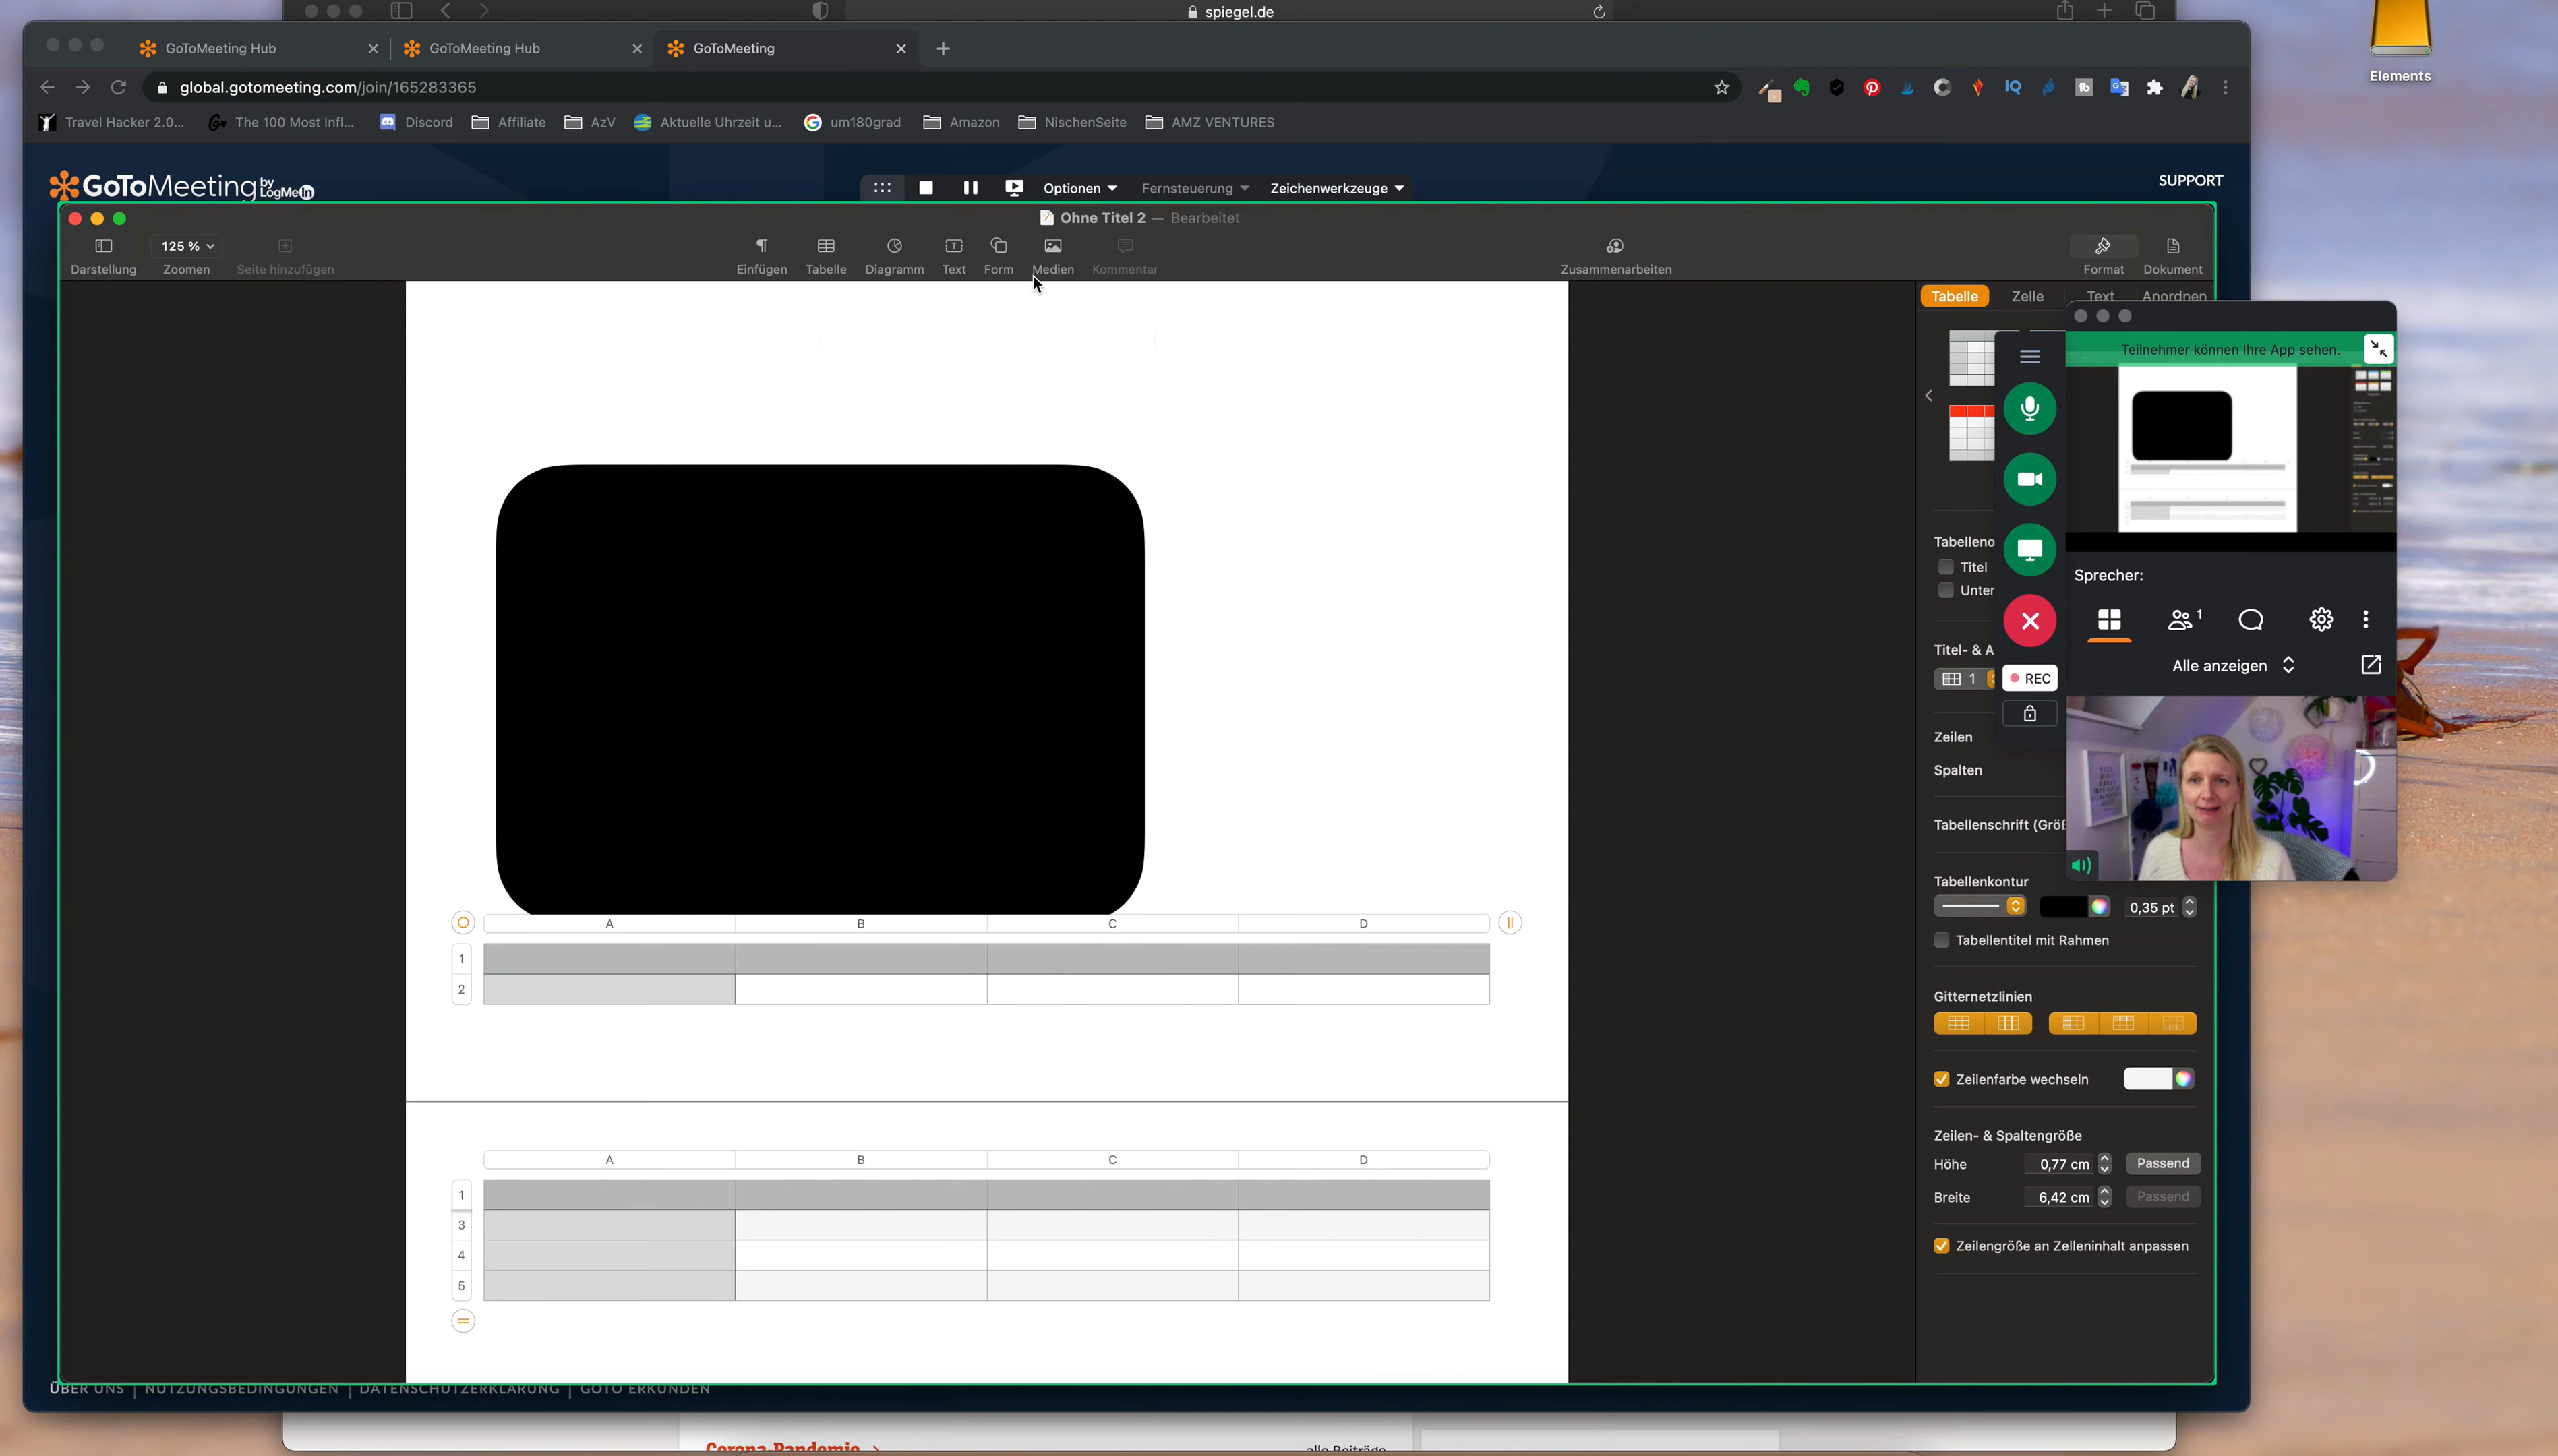 spiegel.de
GoToMeeting Hub
GoToMeeting Hub
GoToMeeting
Elements
global.gotomeeting.com/join/165283365
Travel Hacker 2.0...
The 100 Most Infl...
Discord
Affiliate
AzV
Aktuelle Uhrzeit u...
um180grad
Amazon
NischenSeite
AMZ VENTURES
GoToMeeting by LogMeIn
SUPPORT
Optionen
Fernsteuerung
Zeichenwerkzeuge
Ohne Titel 2 — Bearbeitet
125 %
Darstellung
Zoomen
Seite hinzufügen
Einfügen
Tabelle
Diagramm
Text
Form
Medien
Kommentar
Zusammenarbeiten
Format
Dokument
Tabelle
Zelle
Text
Anordnen
Teilnehmer können Ihre App sehen.
Tabelleno
Titel
Unter
Sprecher:
1
Alle anzeigen
Titel- & A
1
REC
Zeilen
Spalten
Tabellenschrift (Größ
Tabellenkontur
0,35 pt
Tabellentitel mit Rahmen
Gitternetzlinien
Zeilenfarbe wechseln
Zeilen- & Spaltengröße
Höhe 0,77 cm Passend
Breite 6,42 cm Passend
Zeilengröße an Zelleninhalt anpassen
A B C D
1
2
A B C D
1
3
4
5
ÜBER UNS | NUTZUNGSBEDINGUNGEN | DATENSCHUTZERKLÄRUNG | GOTO ERKUNDEN
Corona-Pandemie
alle Beiträge